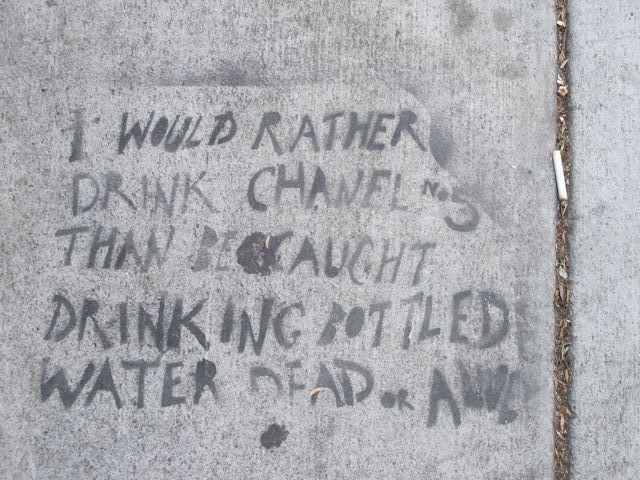 I WOULD RATHER
DRINK CHANEL No5
THAN BE CAUGHT
DRINKING BOTTLED
WATER DEAD OR ALIVE